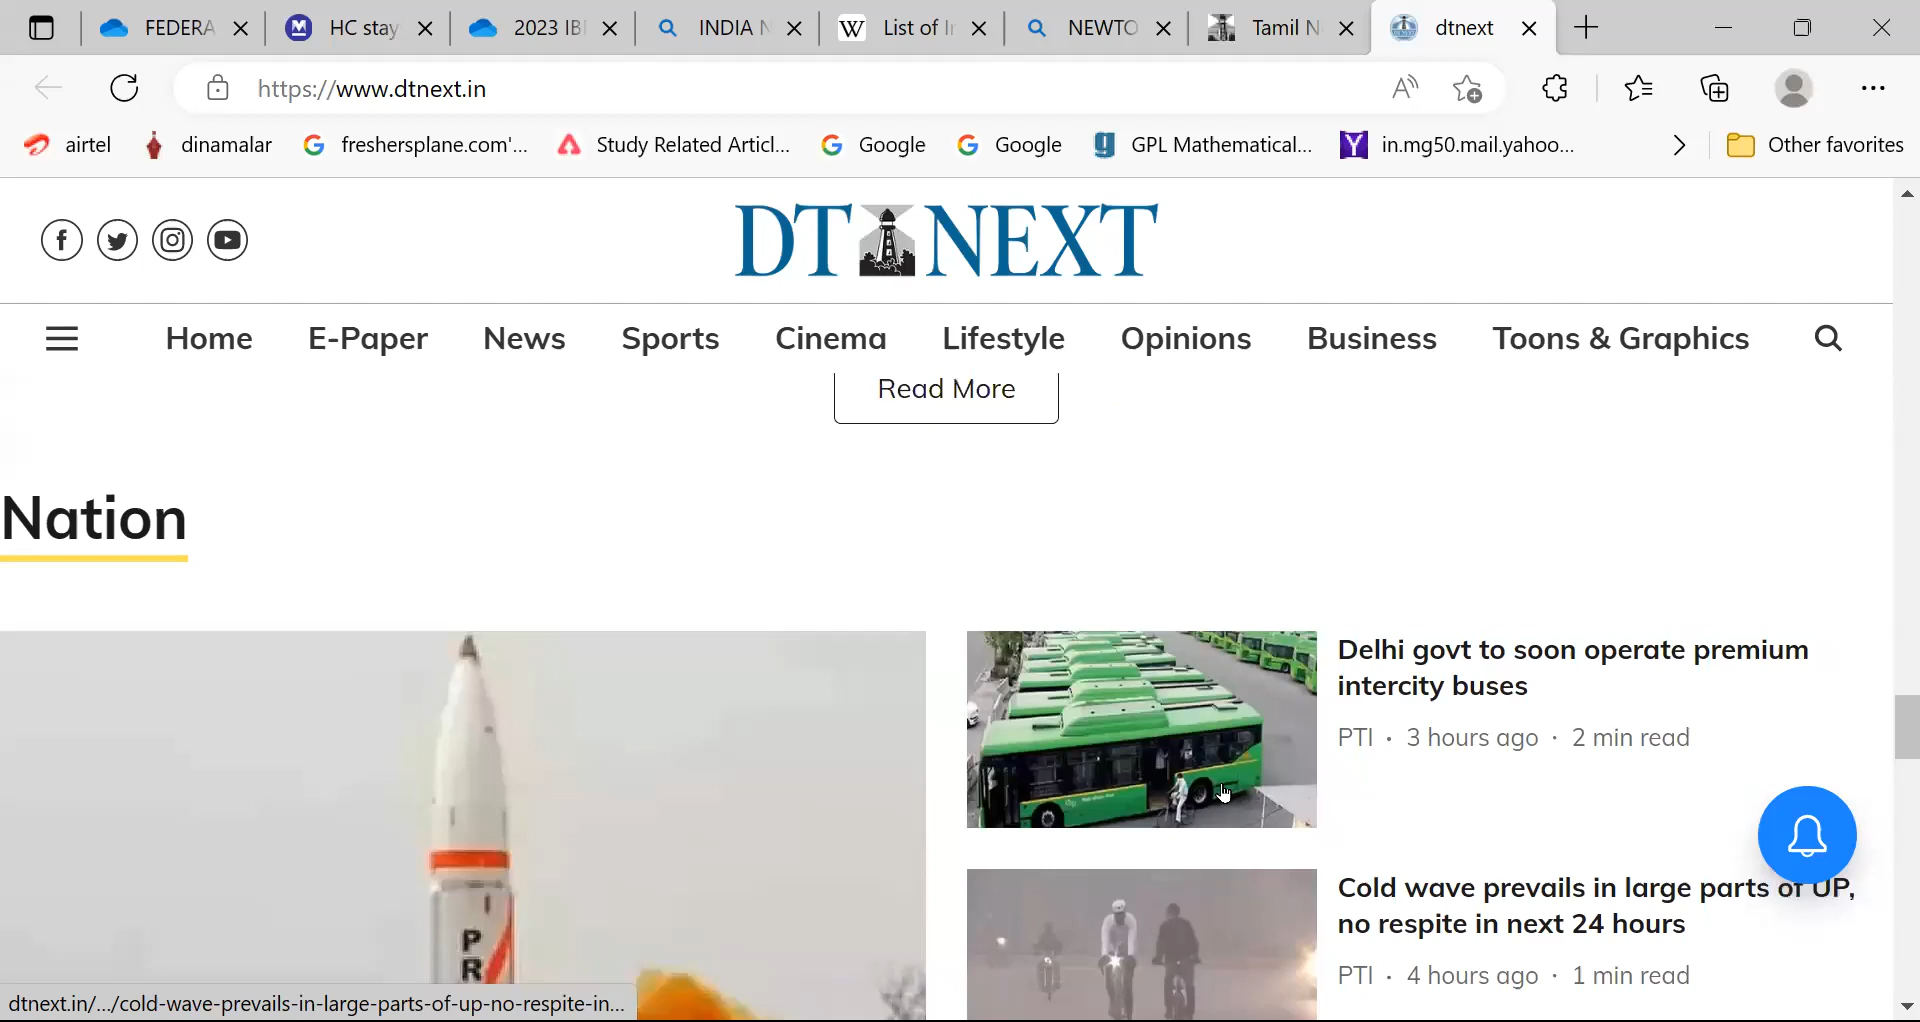 FEDERA
HC stay
2023 IB
INDIA N
List of I
NEWTO
Tamil N
dtnext
https://www.dtnext.in
airtel
dinamalar
freshersplane.com'...
Study Related Articl...
Google
Google
GPL Mathematical...
in.mg50.mail.yahoo...
Other favorites
DT NEXT
Home
E-Paper
News
Sports
Cinema
Lifestyle
Opinions
Business
Toons & Graphics
Read More
Nation
Delhi govt to soon operate premium
intercity buses
PTI · 3 hours ago · 2 min read
Cold wave prevails in large parts of UP,
no respite in next 24 hours
PTI · 4 hours ago · 1 min read
P
R
dtnext.in/.../cold-wave-prevails-in-large-parts-of-up-no-respite-in...